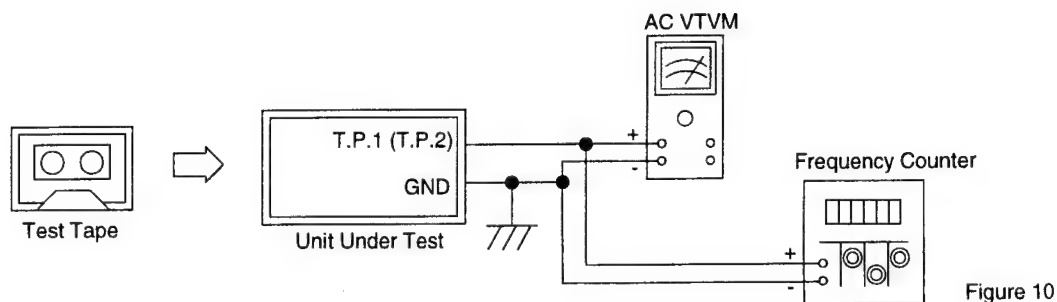 AC VTVM
T.P.1 (T.P.2)
+
-
GND
Frequency Counter
Test Tape
Unit Under Test
+
-
Figure 10